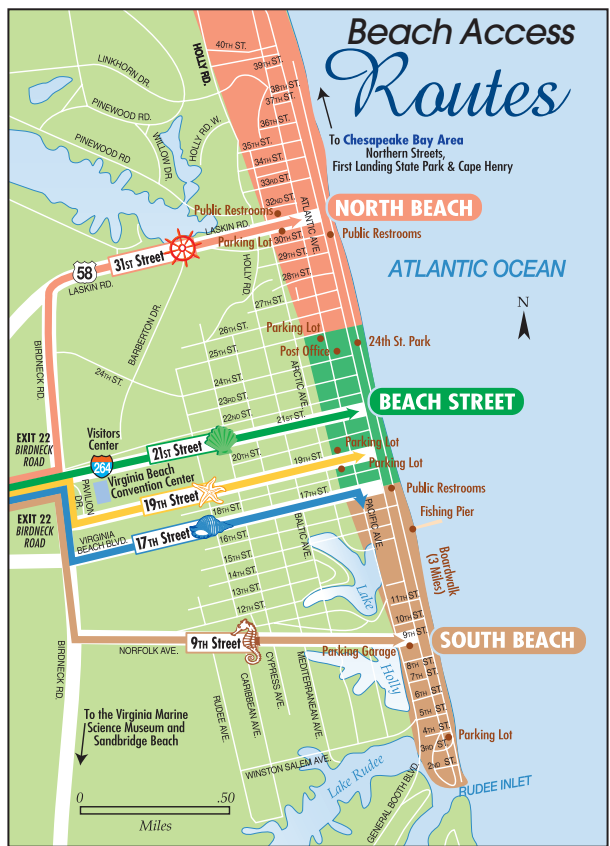 Beach Access
Routes
To Chesapeake Bay Area
Northern Streets,
First Landing State Park & Cape Henry
HOLLY RD.
40TH ST.
39TH ST.
38TH ST.
37TH ST.
36TH ST.
35TH ST.
34TH ST.
33RD ST.
32ND ST.
LINKHORN DR.
PINEWOOD RD.
PINEWOOD RD
WILLOW DR.
HOLLY RD. W.
Public Restrooms
LASKIN RD.
ATLANTIC AVE
NORTH BEACH
Parking Lot
30TH ST.
Public Restrooms
29TH ST.
28TH ST.
27TH ST.
HOLLY RD.
58
31ST Street
LASKIN RD.
ATLANTIC OCEAN
N
BIRDNECK RD.
BARBERTON DR.
24TH ST.
26TH ST.
25TH ST.
24TH ST.
23RD ST.
22ND ST.
21ST ST.
Parking Lot
Post Office
24th St. Park
ARCTIC AVE
BEACH STREET
EXIT 22
BIRDNECK
ROAD
Visitors
Center
264
21ST Street
20TH ST.
19TH ST.
Parking Lot
Parking Lot
Virginia Beach
Convention Center
PAVILION
DR.
19TH Street
18TH ST.
17TH ST.
Public Restrooms
EXIT 22
BIRDNECK
ROAD
VIRGINIA
BEACH BLVD.
17TH Street
16TH ST.
15TH ST.
14TH ST.
13TH ST.
12TH ST.
BALTIC AVE.
PACIFIC AVE.
Fishing Pier
Boardwalk
(3 Miles)
Lake
Holly
11TH ST.
10TH ST.
9TH ST.
8TH ST.
7TH ST.
6TH ST.
5TH ST.
4TH ST.
3RD ST.
2ND ST.
9TH Street
NORFOLK AVE.
Parking Garage
SOUTH BEACH
BIRDNECK RD.
RUDEE AVE.
CARIBBEAN AVE.
CYPRESS AVE.
MEDITERRANEAN AVE.
To the Virginia Marine
Science Museum and
Sandbridge Beach
Parking Lot
WINSTON SALEM AVE.
Lake Rudee
GENERAL BOOTH BLVD.
RUDEE INLET
0 .50
Miles